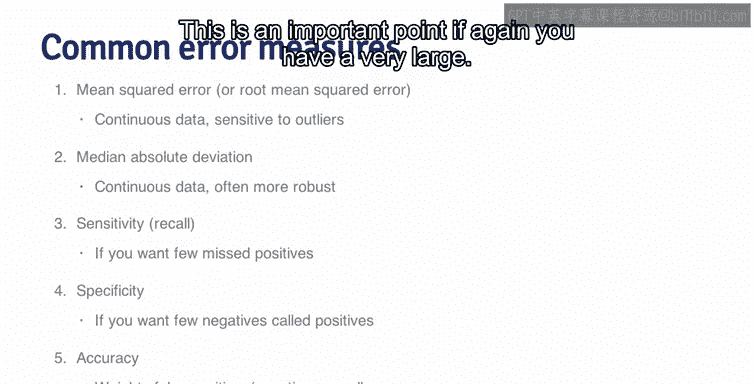 This is an important point if again you
have a very large.
Common error measures
1. Mean squared error (or root mean squared error)
· Continuous data, sensitive to outliers
2. Median absolute deviation
· Continuous data, often more robust
3. Sensitivity (recall)
· If you want few missed positives
4. Specificity
· If you want few negatives called positives
5. Accuracy